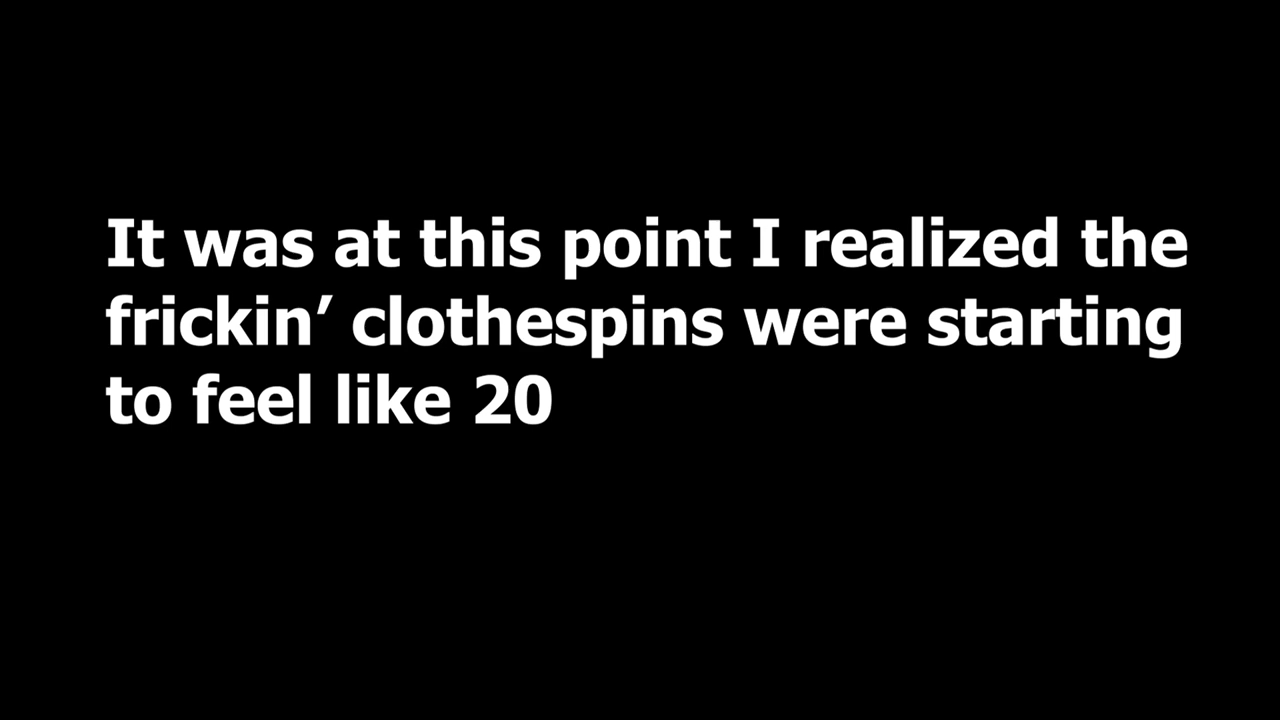 It was at this point I realized the
frickin’ clothespins were starting
to feel like 20